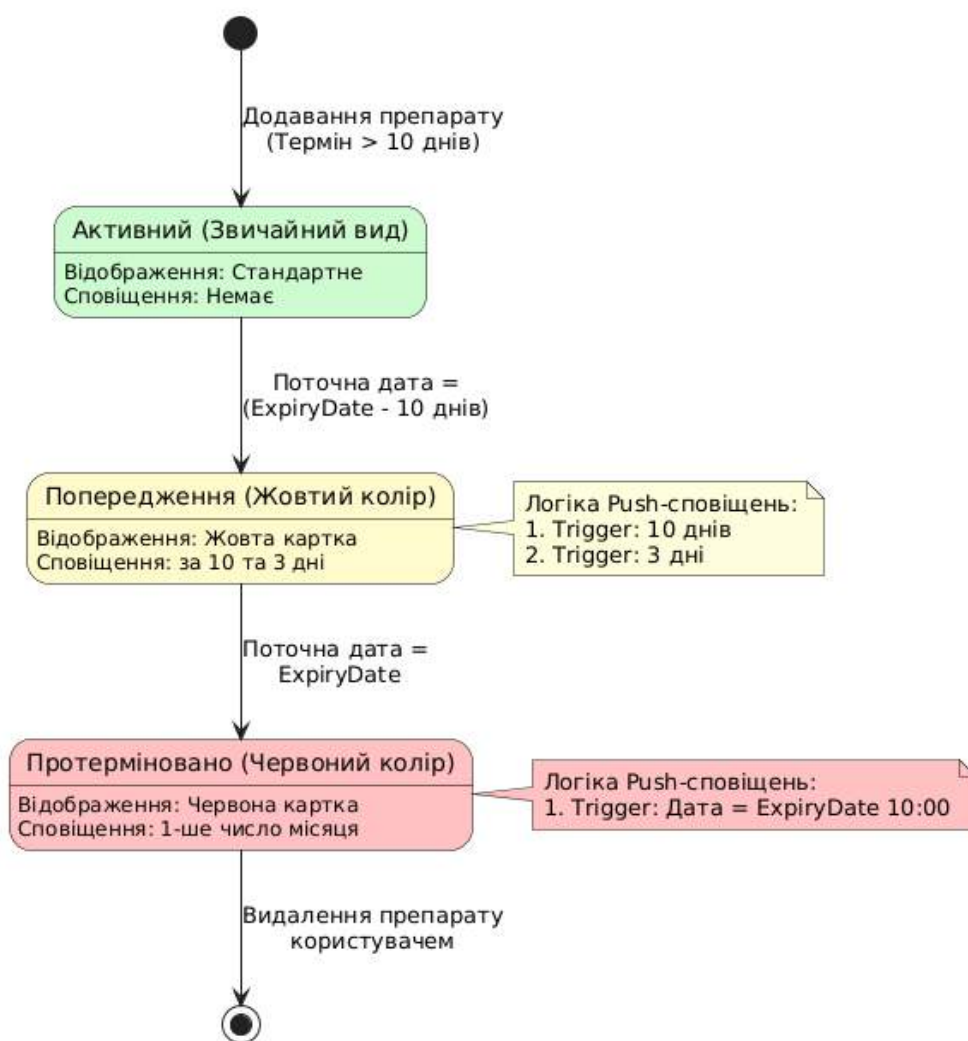 Додавання препарату
(Термін > 10 днів)
Активний (Звичайний вид)
Відображення: Стандартне
Сповіщення: Немає
Поточна дата =
(ExpiryDate - 10 днів)
Попередження (Жовтий колір)
Відображення: Жовта картка
Сповіщення: за 10 та 3 дні
Логіка Push-сповіщень:
1. Trigger: 10 днів
2. Trigger: 3 дні
Поточна дата =
ExpiryDate
Протерміновано (Червоний колір)
Відображення: Червона картка
Сповіщення: 1-ше число місяця
Логіка Push-сповіщень:
1. Trigger: Дата = ExpiryDate 10:00
Видалення препарату
користувачем